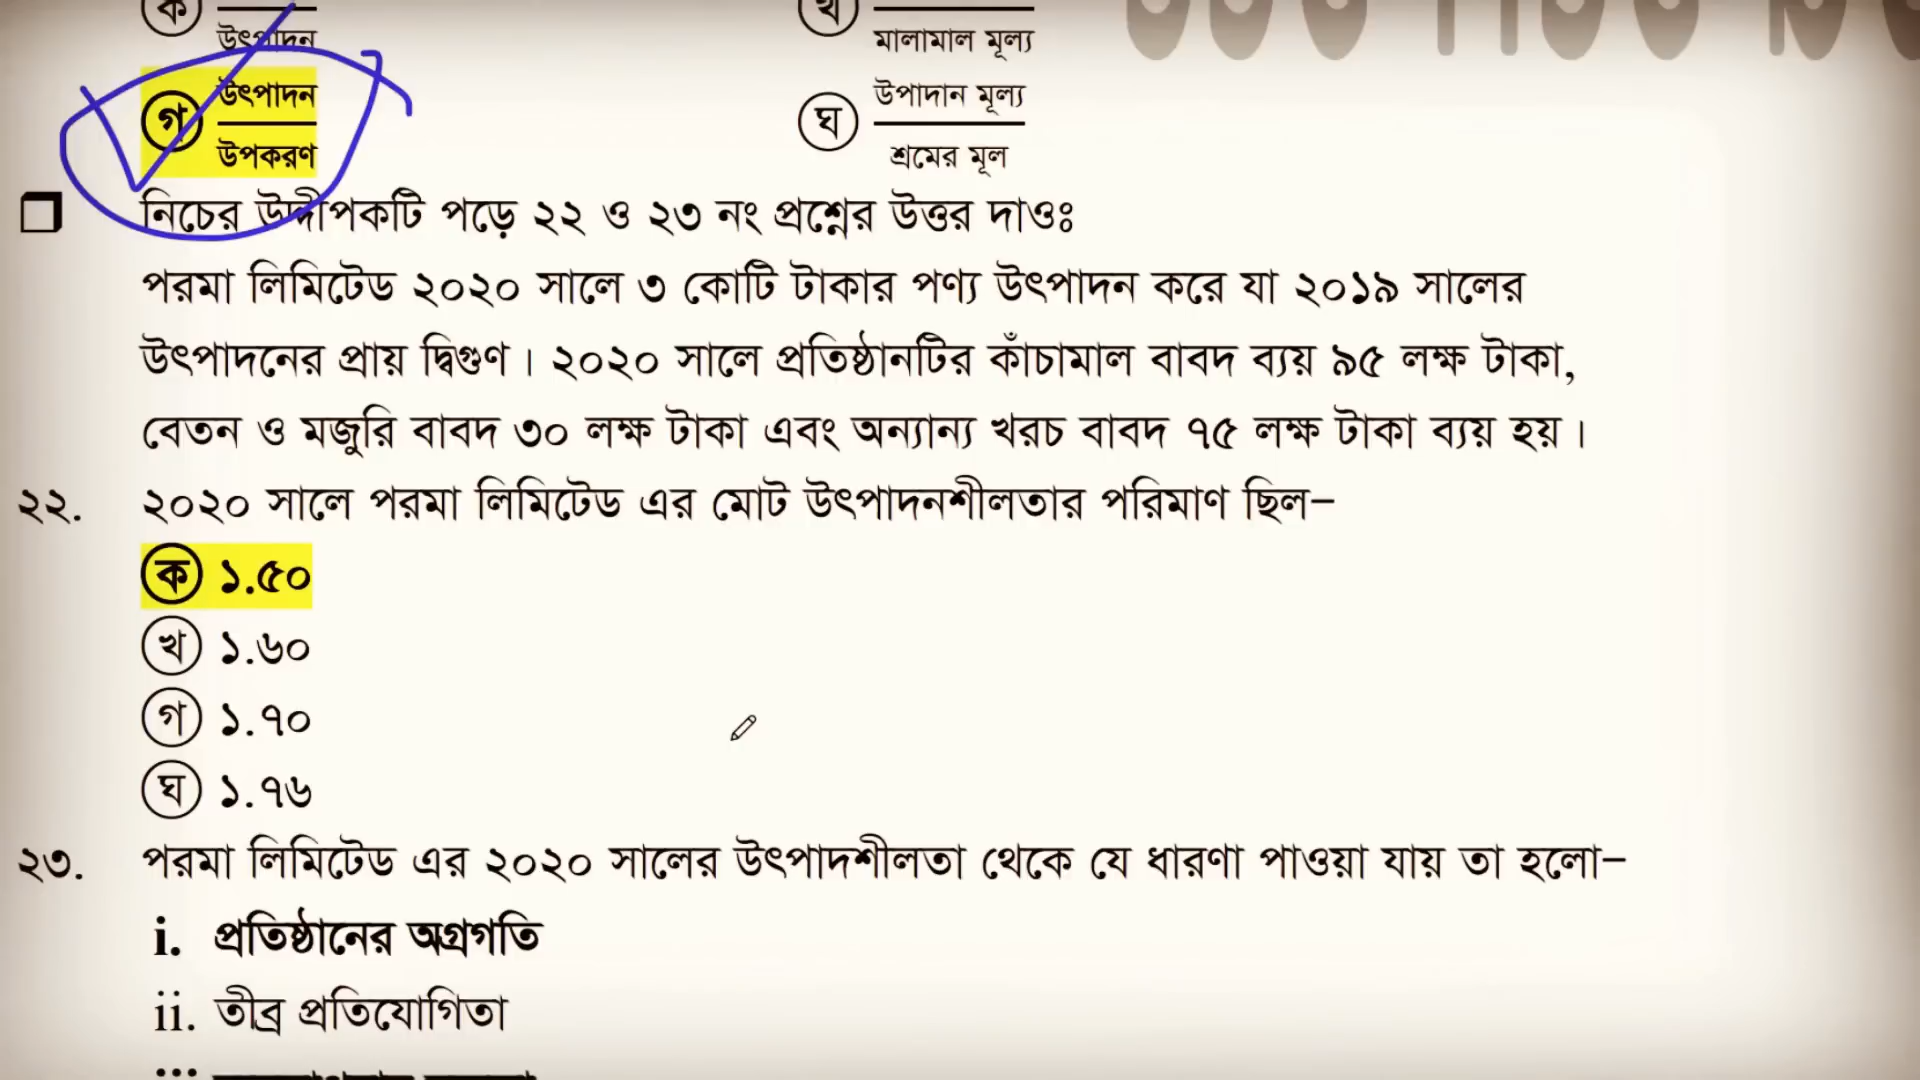 ক উৎপাদন
খ মালামাল মূল্য
গ উৎপাদন
উপকরণ
ঘ উপাদান মূল্য
শ্রমের মূল
❒ নিচের উদ্দীপকটি পড়ে ২২ ও ২৩ নং প্রশ্নের উত্তর দাওঃ
পরমা লিমিটেড ২০২০ সালে ৩ কোটি টাকার পণ্য উৎপাদন করে যা ২০১৯ সালের
উৎপাদনের প্রায় দ্বিগুণ। ২০২০ সালে প্রতিষ্ঠানটির কাঁচামাল বাবদ ব্যয় ৯৫ লক্ষ টাকা,
বেতন ও মজুরি বাবদ ৩০ লক্ষ টাকা এবং অন্যান্য খরচ বাবদ ৭৫ লক্ষ টাকা ব্যয় হয়।
২২. ২০২০ সালে পরমা লিমিটেড এর মোট উৎপাদনশীলতার পরিমাণ ছিল–
ক ১.৫০
খ ১.৬০
গ ১.৭০
ঘ ১.৭৬
২৩. পরমা লিমিটেড এর ২০২০ সালের উৎপাদশীলতা থেকে যে ধারণা পাওয়া যায় তা হলো–
i. প্রতিষ্ঠানের অগ্রগতি
ii. তীব্র প্রতিযোগিতা